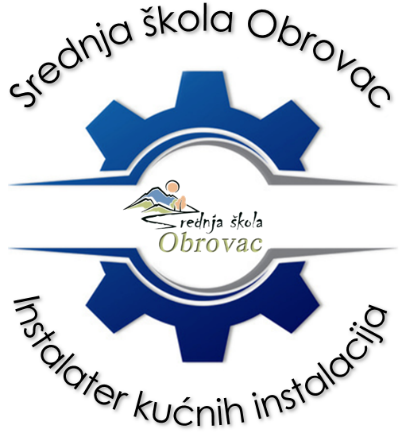 Srednja škola Obrovac
Srednja škola
Obrovac
Instalater kućnih instalacija